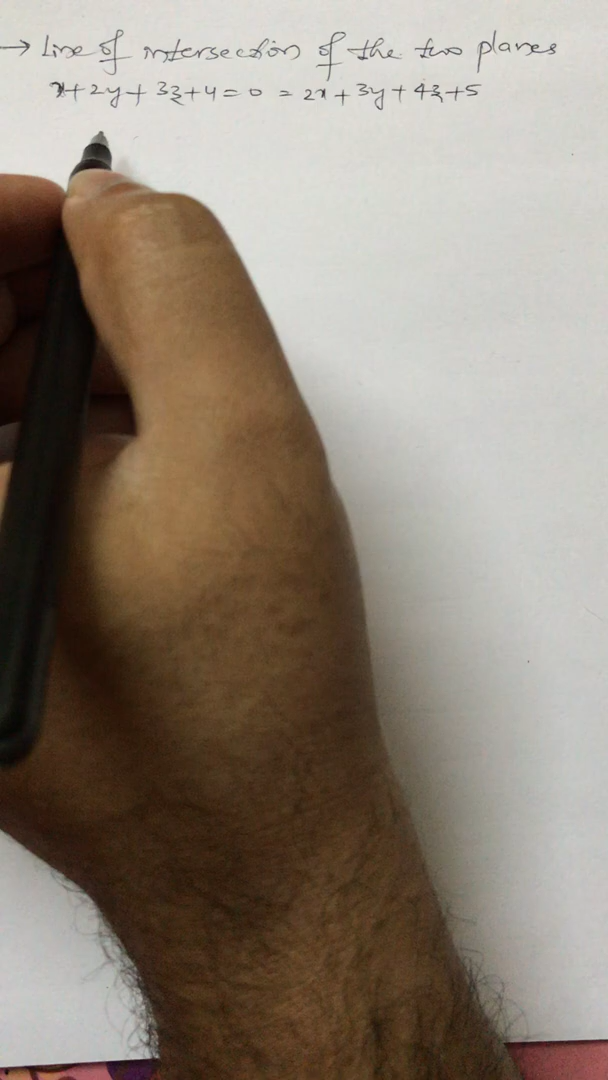 → Line of intersection of the two planes
x+2y+3z+4=0 = 2x+3y+4z+5